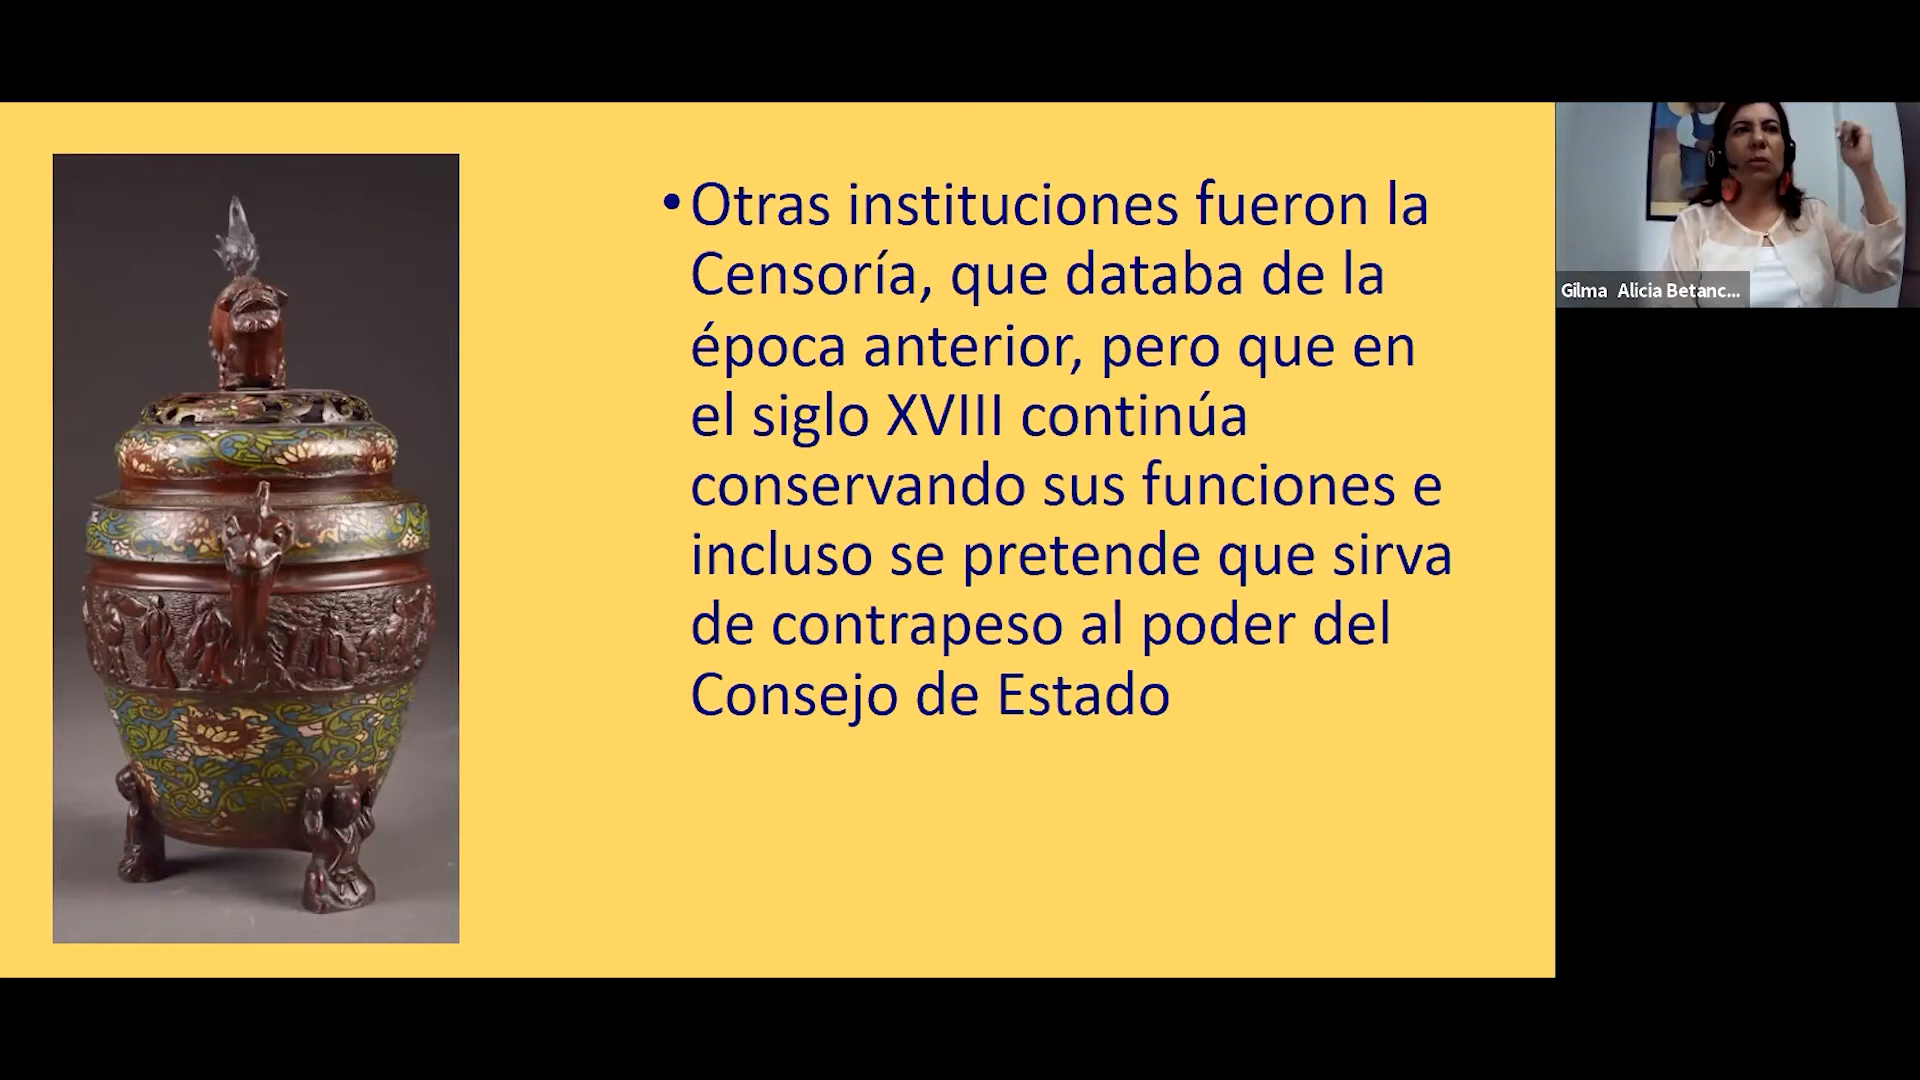 • Otras instituciones fueron la
Censoría, que databa de la
época anterior, pero que en
el siglo XVIII continúa
conservando sus funciones e
incluso se pretende que sirva
de contrapeso al poder del
Consejo de Estado
Gilma Alicia Betanc...